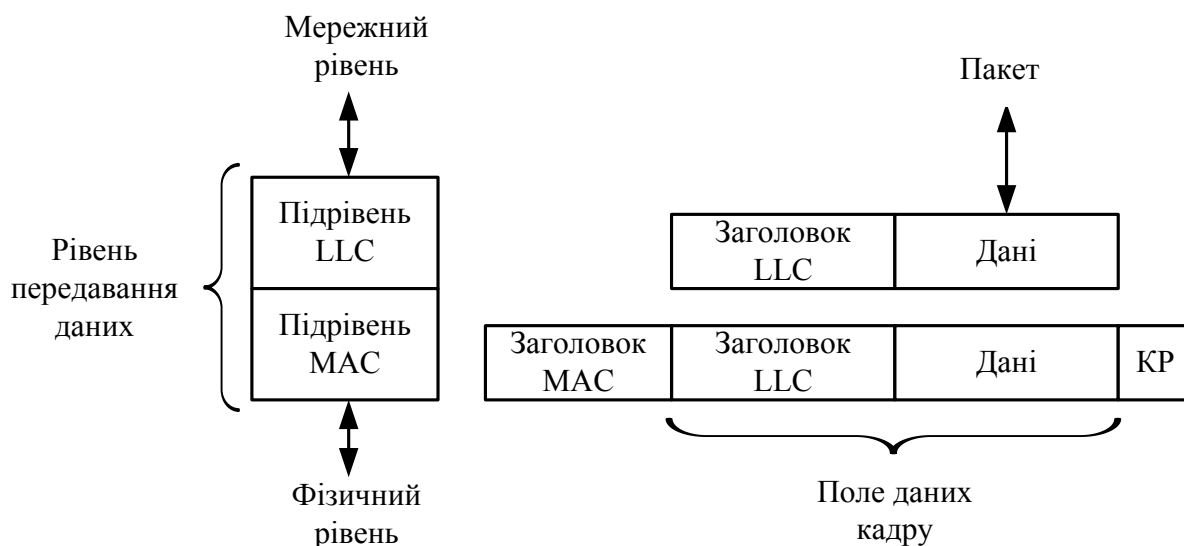 Мережний
рівень
Пакет
Підрівень
LLC
Рівень
передавання
даних
Підрівень
MAC
Фізичний
рівень
Заголовок
LLC
Дані
Заголовок
MAC
Заголовок
LLC
Дані
КР
Поле даних
кадру